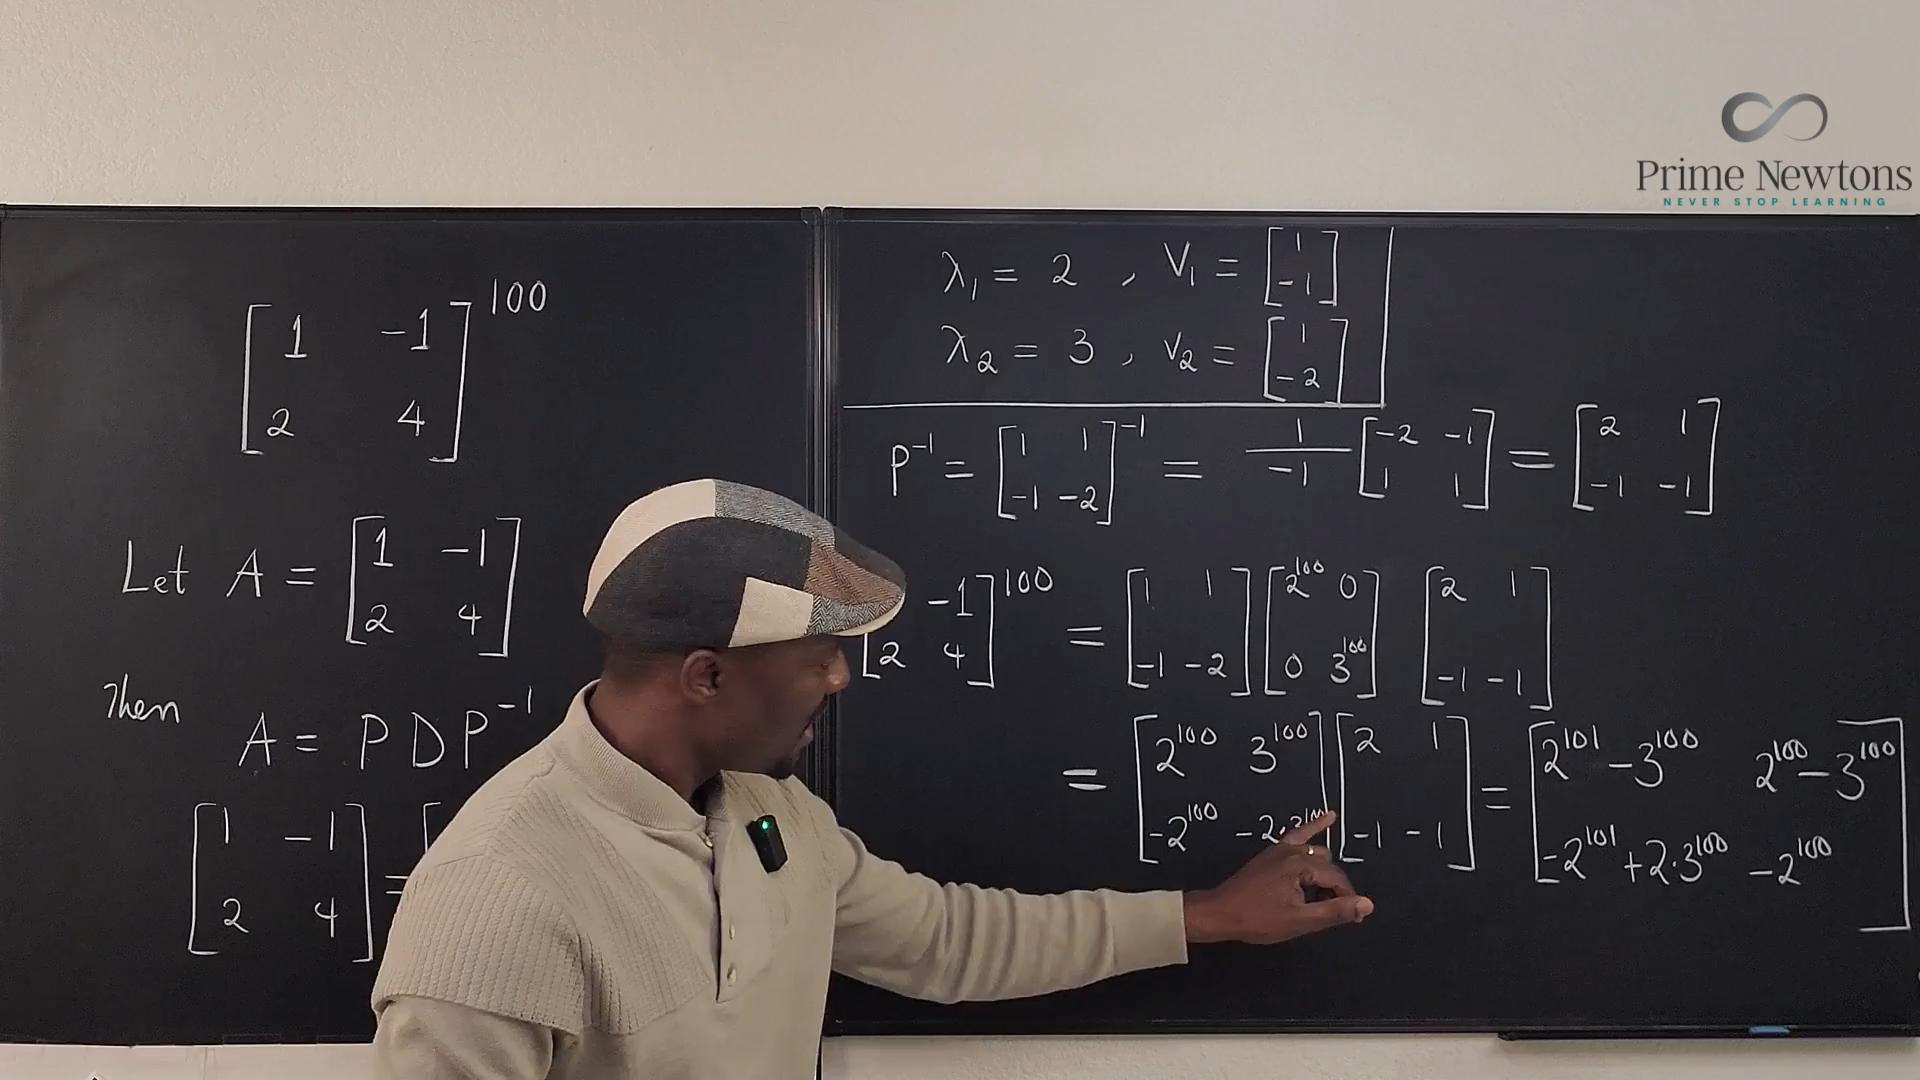 Prime Newtons
NEVER STOP LEARNING
[1 -1]^100
[2 4]
Let A = [1 -1]
[2 4]
Then
A = P D P^-1
[1 -1] =
[2 4]
λ₁ = 2 , V₁ = [1]
[-1]
λ₂ = 3 , V₂ = [1]
[-2]
P^-1 = [1 1]^-1 = 1/-1 [-2 -1] = [2 1]
[-1 -2] [1 1] [-1 -1]
-1]^100 = [1 1] [2^100 0] [2 1]
[2 4] [-1 -2] [0 3^100] [-1 -1]
= [2^100 3^100] [2 1] = [2^101 - 3^100 2^100 - 3^100]
[-2^100 -2·3^100] [-1 -1] [-2^101 + 2·3^100 -2^100